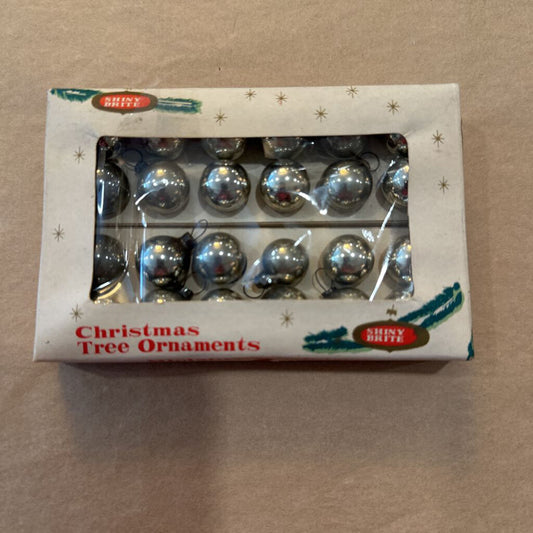 SHINY
BRITE
Christmas
Tree Ornaments
SHINY
BRITE